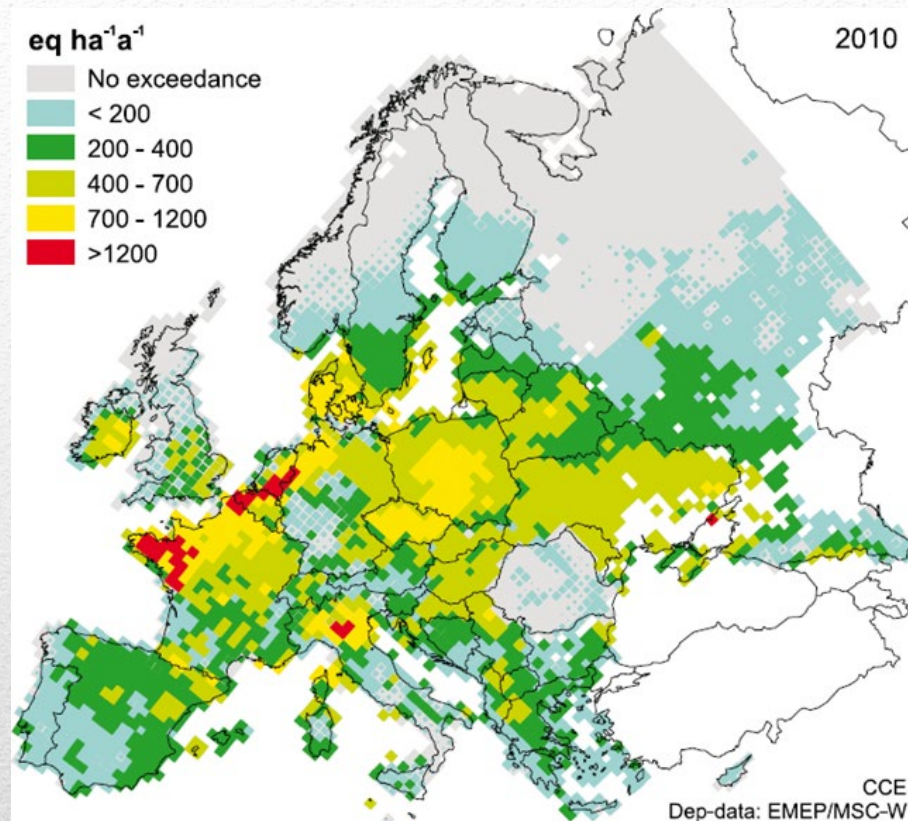 eq ha⁻¹a⁻¹
2010
No exceedance
< 200
200 - 400
400 - 700
700 - 1200
>1200
CCE
Dep-data: EMEP/MSC-W